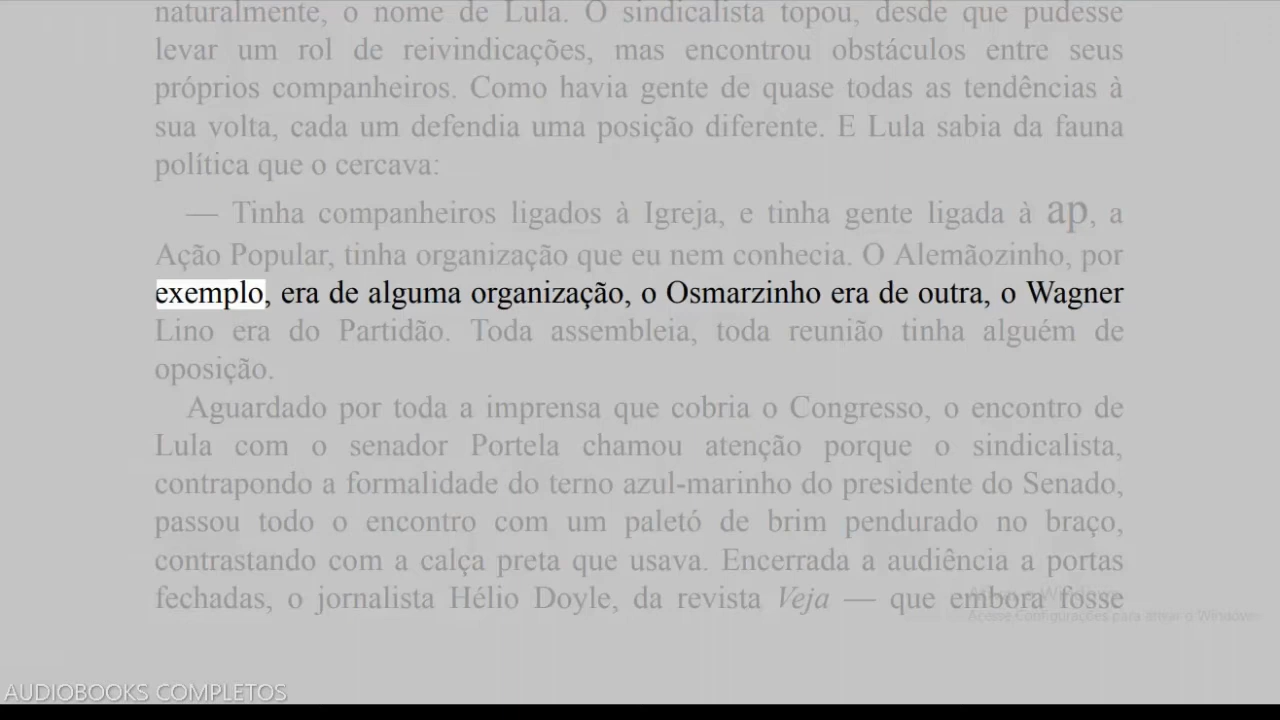 naturalmente, o nome de Lula. O sindicalista topou, desde que pudesse
levar um rol de reivindicações, mas encontrou obstáculos entre seus
próprios companheiros. Como havia gente de quase todas as tendências à
sua volta, cada um defendia uma posição diferente. E Lula sabia da fauna
política que o cercava:
— Tinha companheiros ligados à Igreja, e tinha gente ligada à ap, a
Ação Popular, tinha organização que eu nem conhecia. O Alemãozinho, por
exemplo, era de alguma organização, o Osmarzinho era de outra, o Wagner
Lino era do Partidão. Toda assembleia, toda reunião tinha alguém de
oposição.
Aguardado por toda a imprensa que cobria o Congresso, o encontro de
Lula com o senador Portela chamou atenção porque o sindicalista,
contrapondo a formalidade do terno azul-marinho do presidente do Senado,
passou todo o encontro com um paletó de brim pendurado no braço,
contrastando com a calça preta que usava. Encerrada a audiência a portas
fechadas, o jornalista Hélio Doyle, da revista Veja — que embora fosse
Ativar o Windows
Acesse Configurações para ativar o Windows.
AUDIOBOOKS COMPLETOS